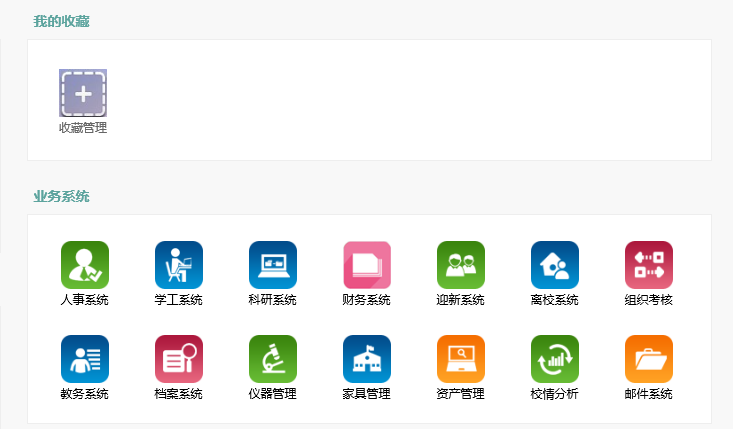 我的收藏
收藏管理
业务系统
人事系统 学工系统 科研系统 财务系统 迎新系统 离校系统 组织考核
教务系统 档案系统 仪器管理 家具管理 资产管理 校情分析 邮件系统